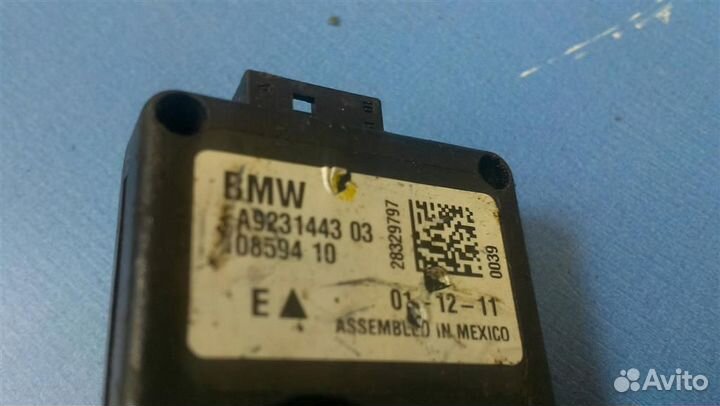 BMW
A9231443 03
08594 10
28329797
0039
E
01-12-11
ASSEMBLED IN MEXICO
Avito